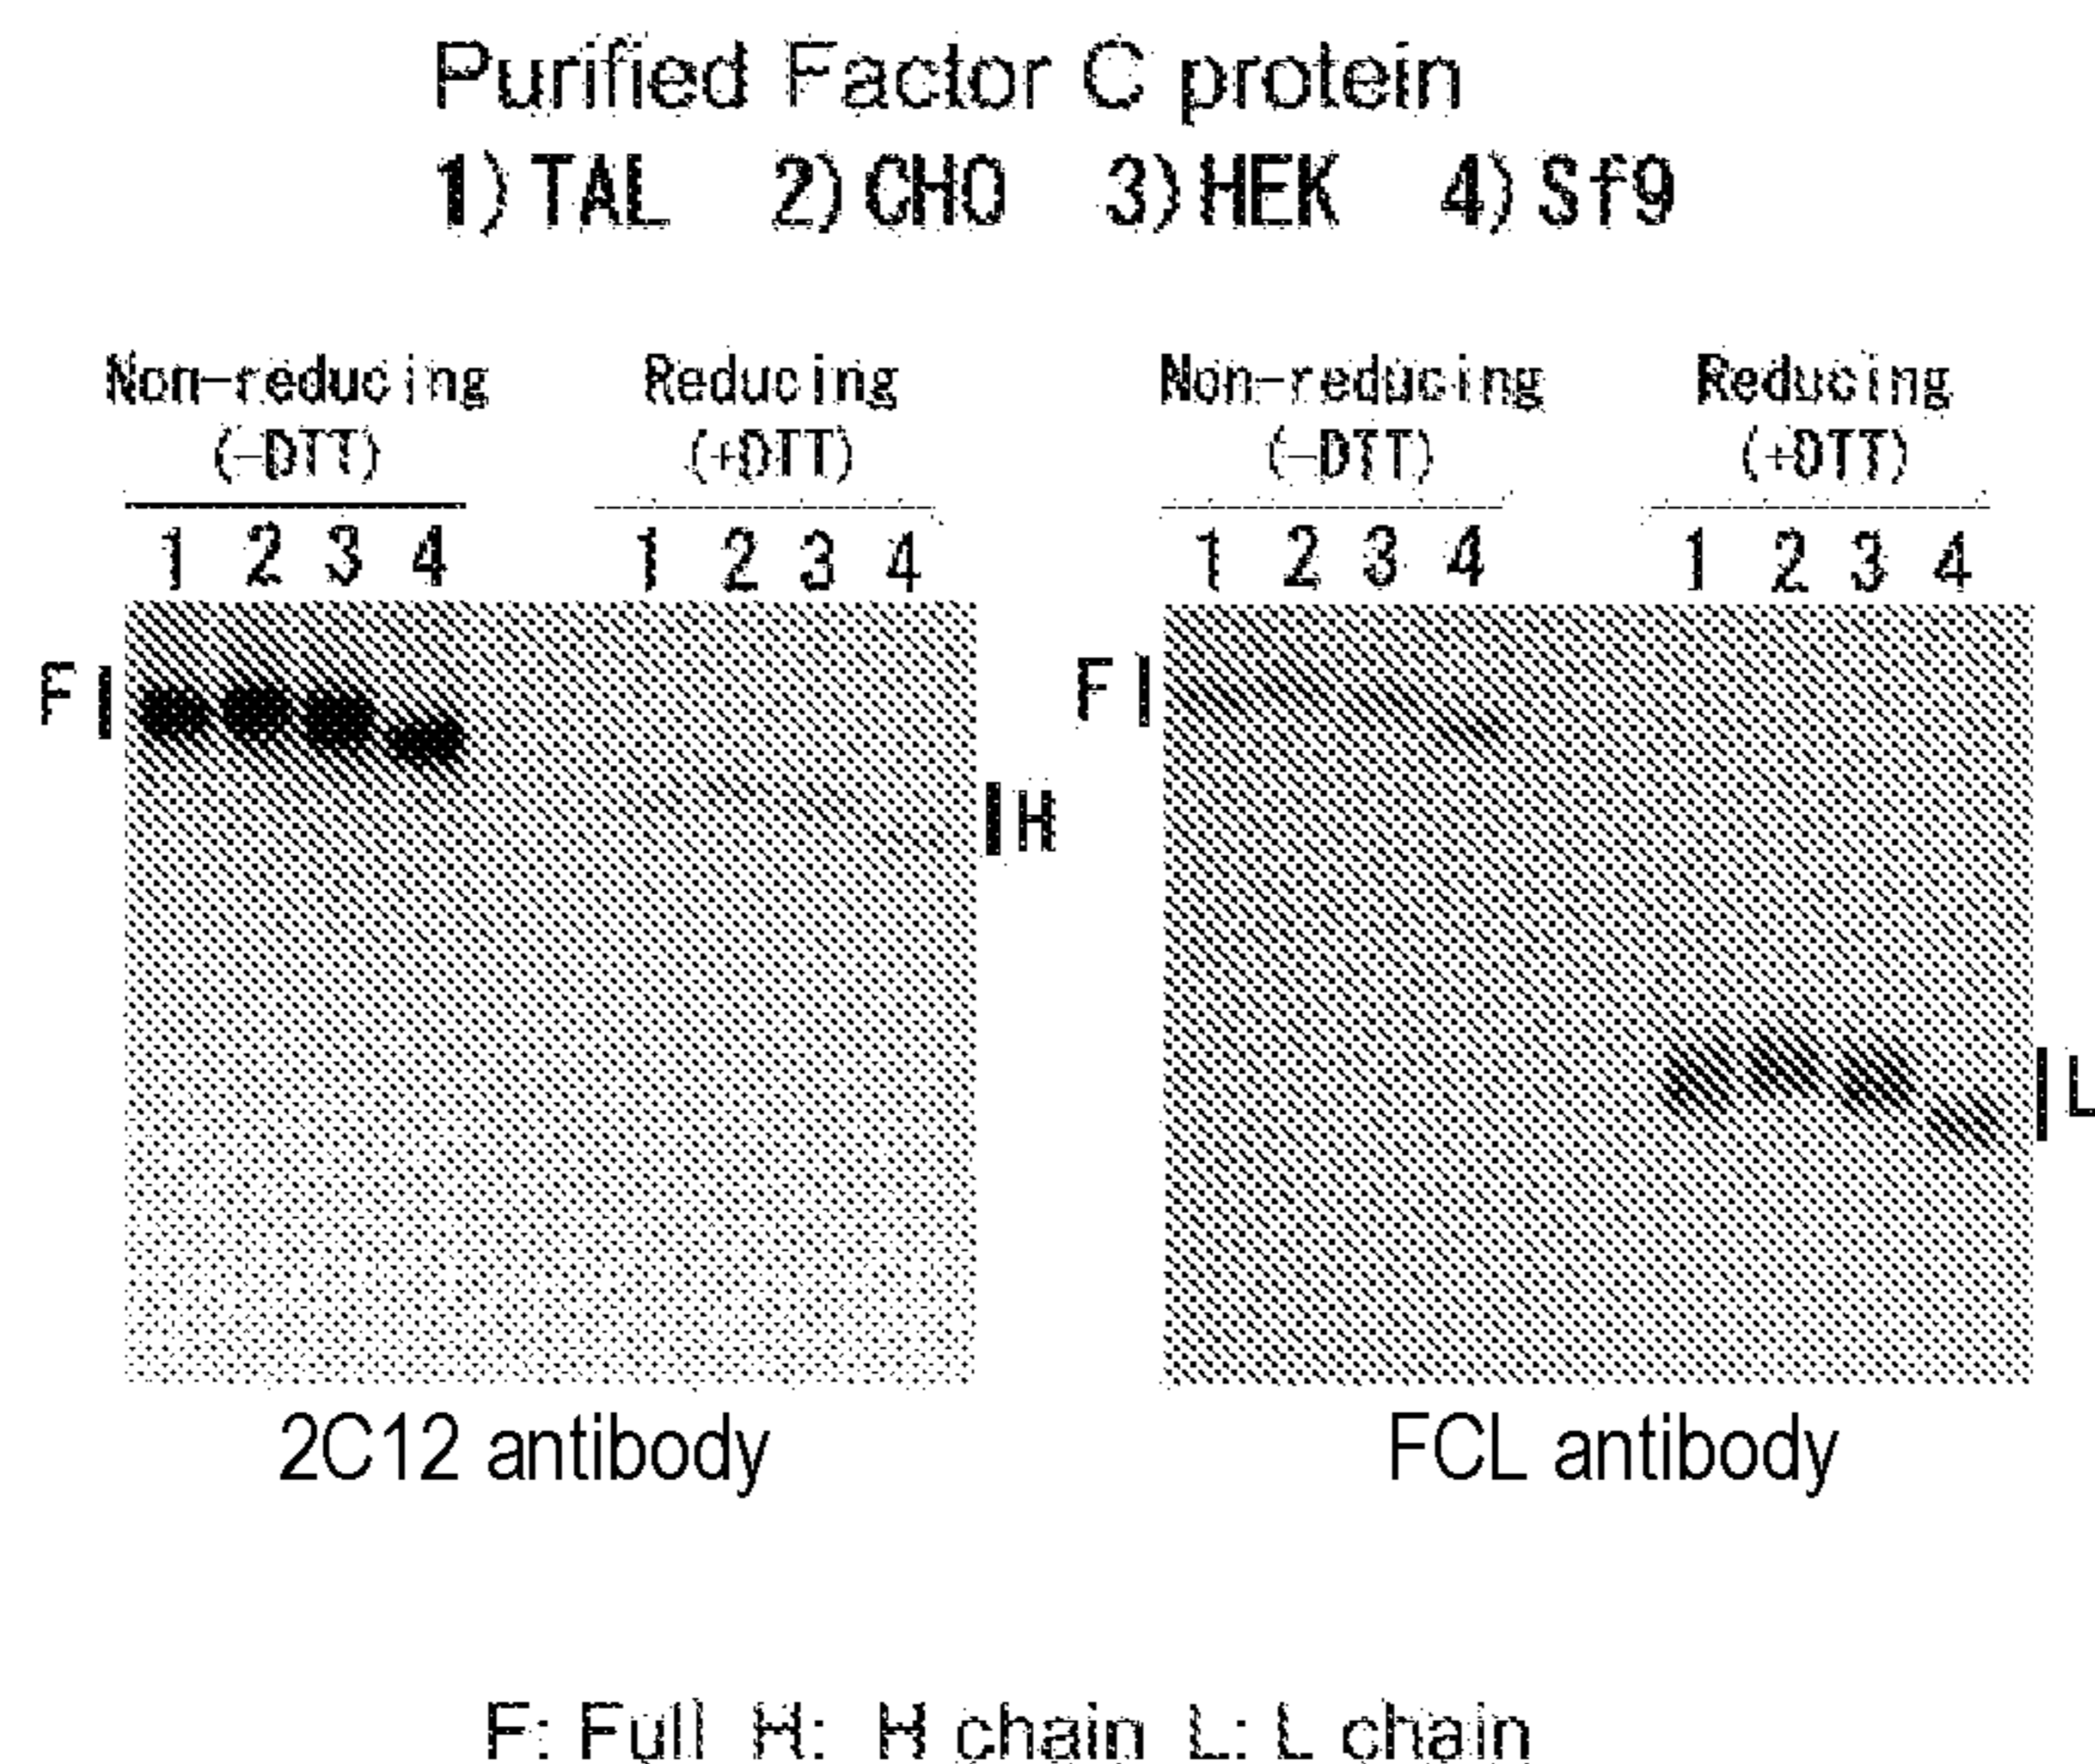 Purified Factor C protein
1) TAL 2) CHO 3) HEK 4) Sf9
Non-reducing Reducing Non-reducing Reducing
(-DTT) (+DTT) (-DTT) (+DTT)
1 2 3 4 1 2 3 4 1 2 3 4 1 2 3 4
F F
H
L
2C12 antibody FCL antibody
F: Full H: H chain L: L chain